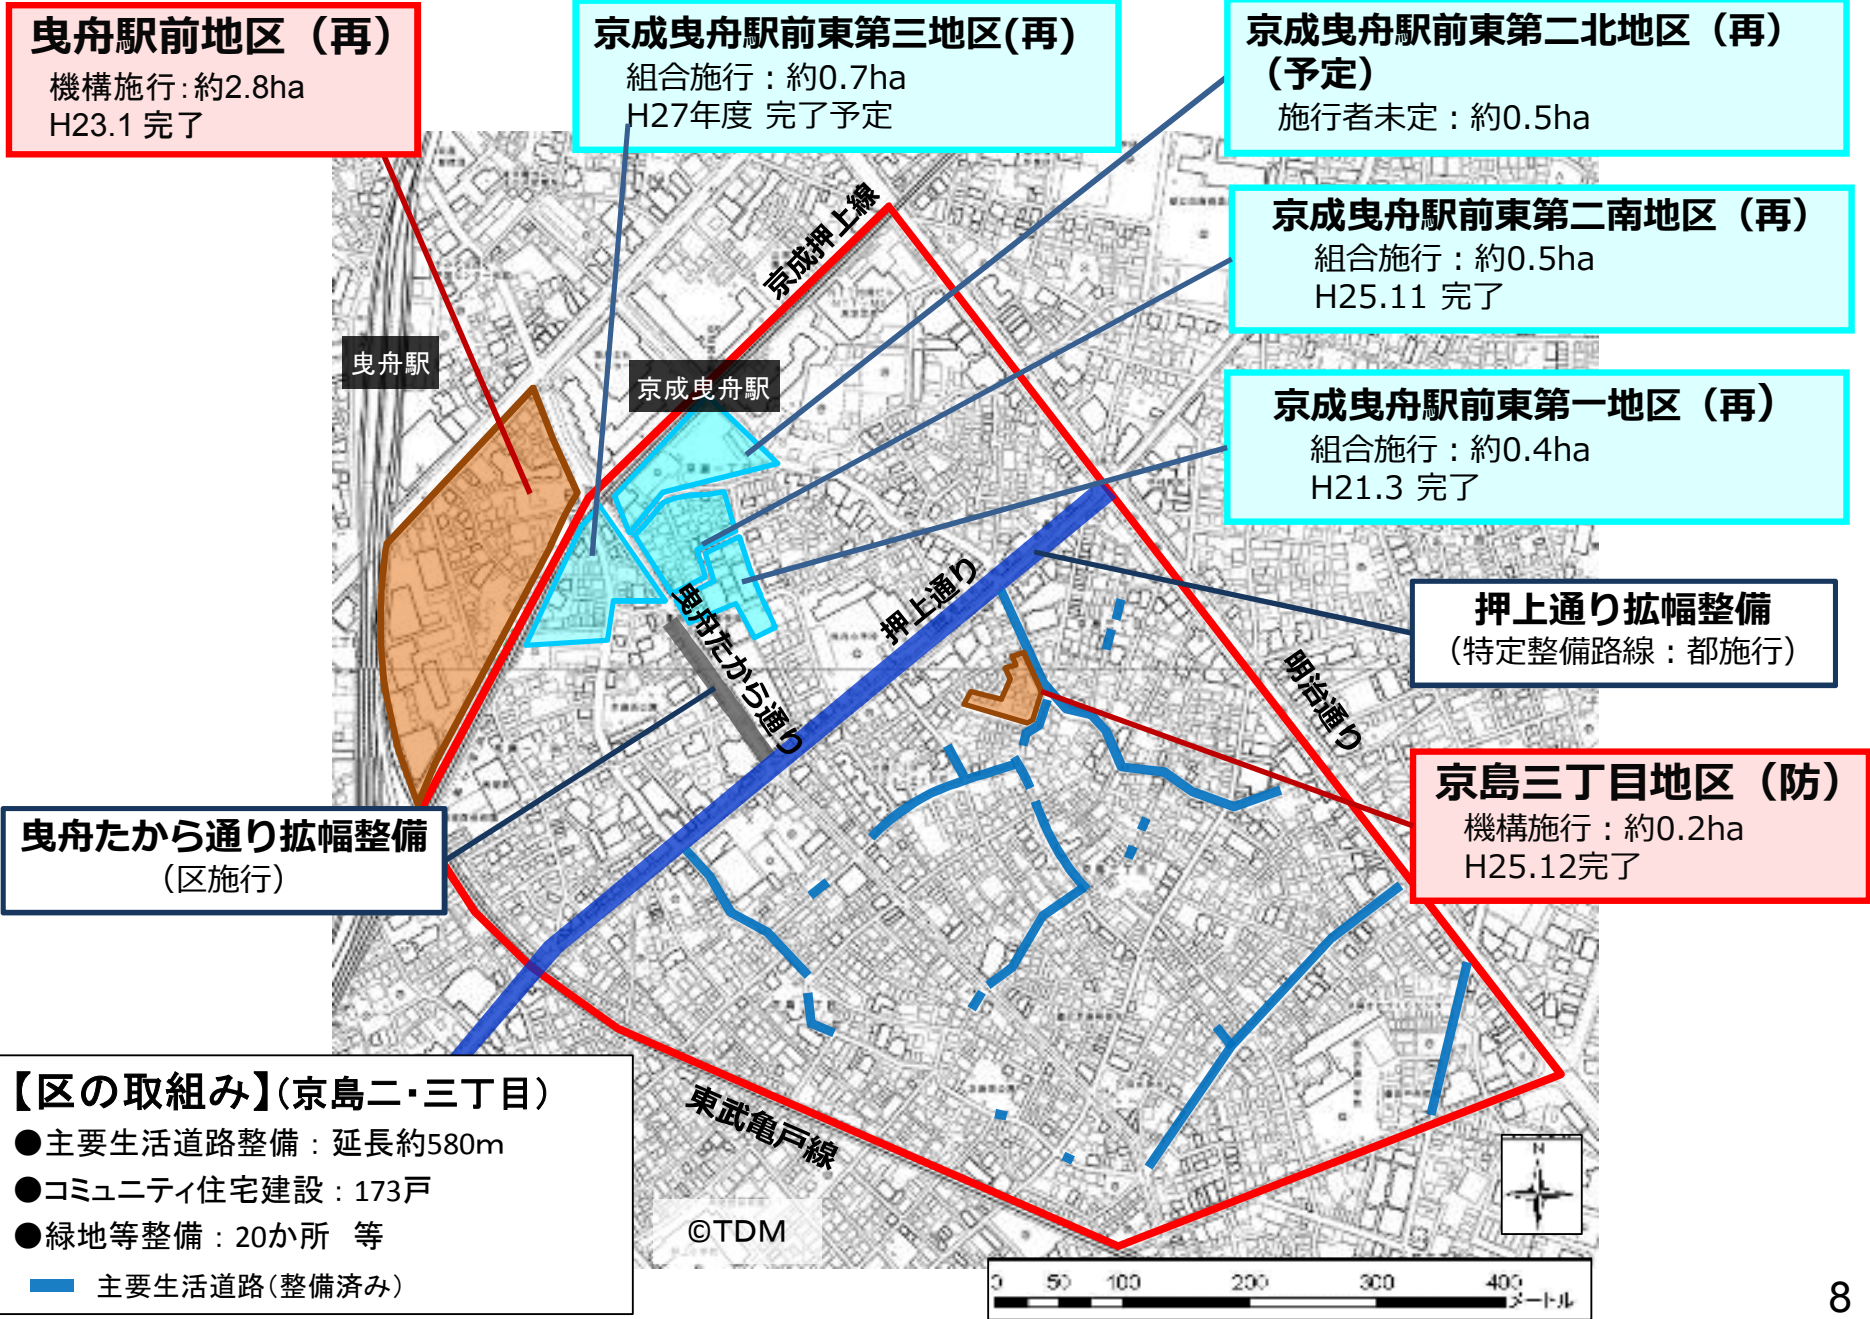 曳舟駅前地区（再）
機構施行：約2.8ha
H23.1 完了
京成曳舟駅前東第三地区(再)
組合施行：約0.7ha
H27年度 完了予定
京成曳舟駅前東第二北地区（再）
（予定）
施行者未定：約0.5ha
京成曳舟駅前東第二南地区（再）
組合施行：約0.5ha
H25.11 完了
京成曳舟駅前東第一地区（再）
組合施行：約0.4ha
H21.3 完了
京成押上線
曳舟駅
京成曳舟駅
押上通り
曳舟たから通り
明治通り
押上通り拡幅整備
（特定整備路線：都施行）
京島三丁目地区（防）
機構施行：約0.2ha
H25.12完了
曳舟たから通り拡幅整備
（区施行）
東武亀戸線
【区の取組み】（京島二・三丁目）
●主要生活道路整備：延長約580m
●コミュニティ住宅建設：173戸
●緑地等整備：20か所　等
主要生活道路（整備済み）
©TDM
N
0 50 100 200 300 400
メートル
8